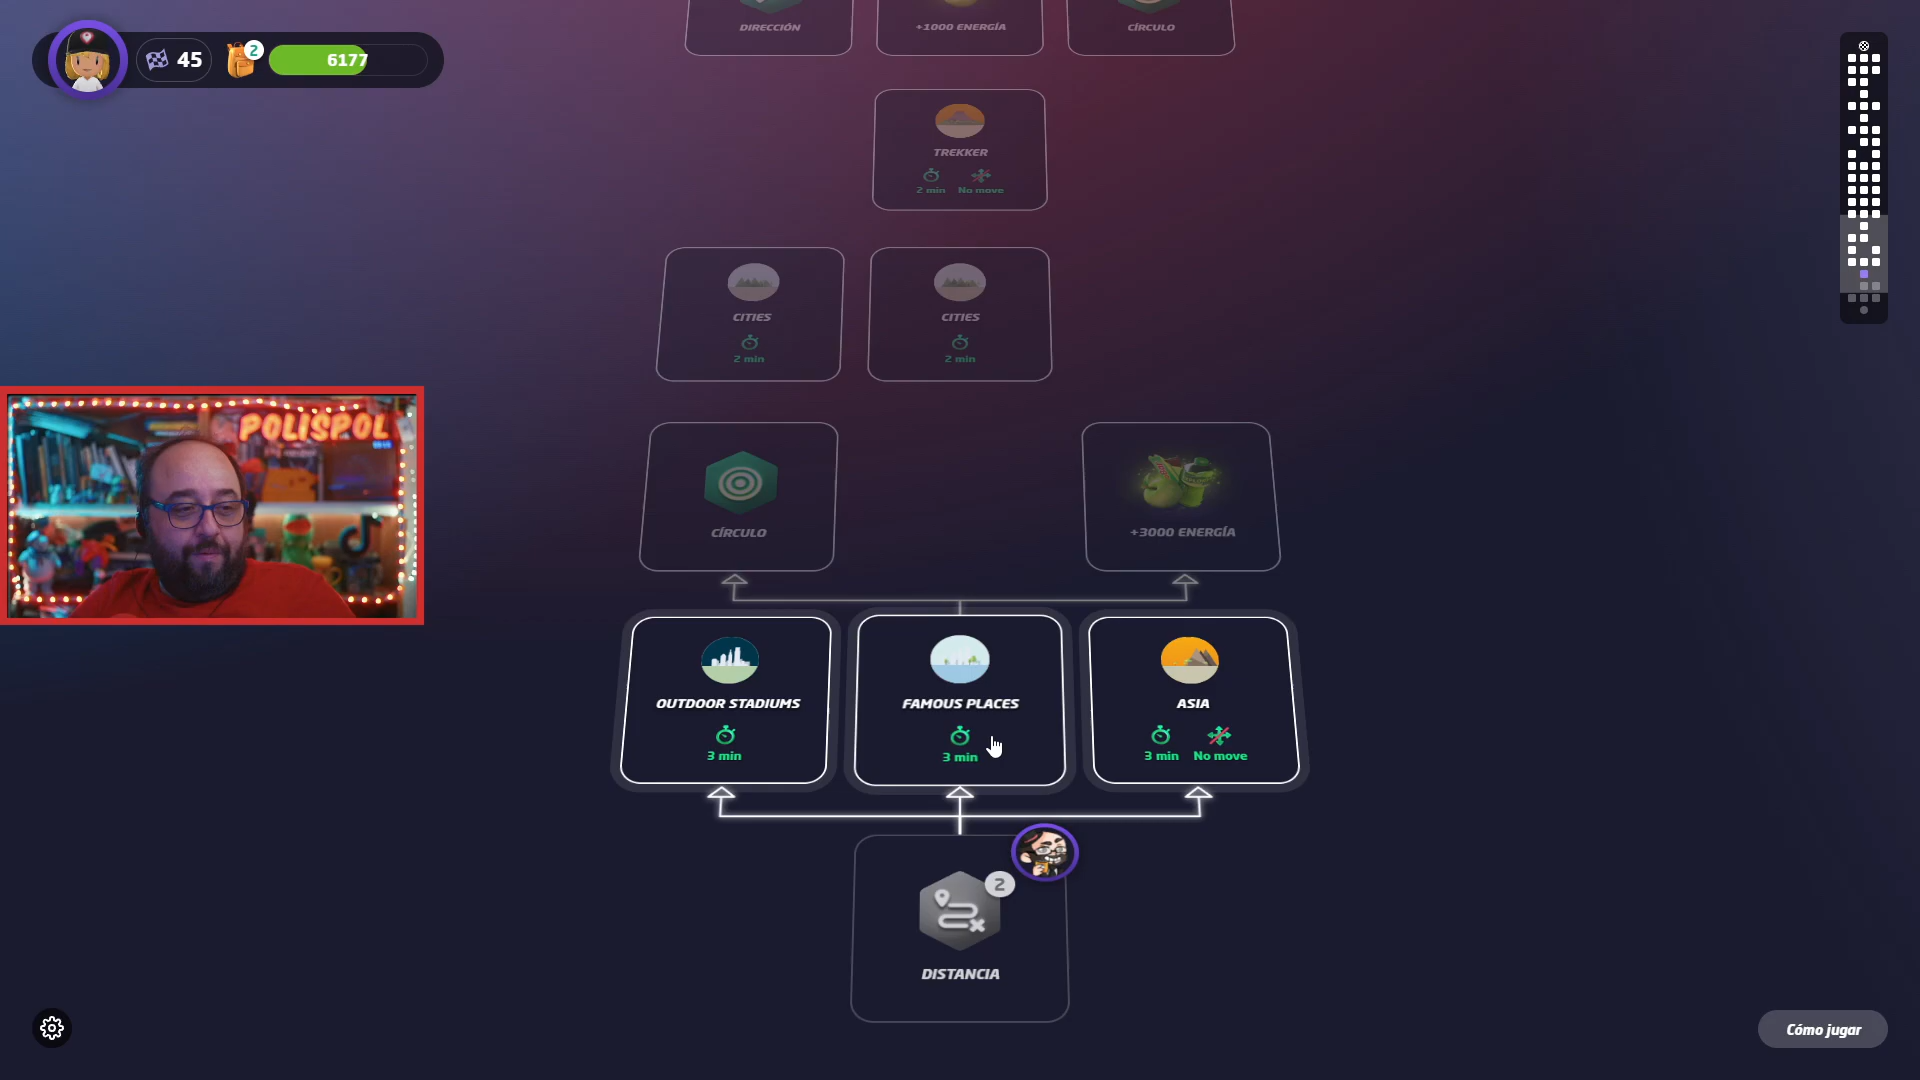 DIRECCIÓN
+1000 ENERGÍA
CÍRCULO
45
2
6177
TREKKER
2 min
No move
CITIES
2 min
CITIES
2 min
POLISPOL
CÍRCULO
+3000 ENERGÍA
OUTDOOR STADIUMS
3 min
FAMOUS PLACES
3 min
ASIA
3 min
No move
2
DISTANCIA
Cómo jugar